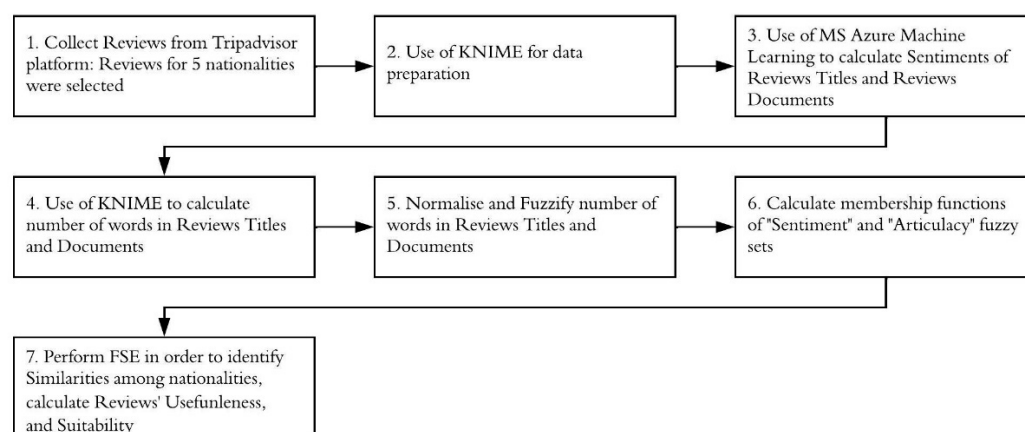 1. Collect Reviews from Tripadvisor
platform: Reviews for 5 nationalities
were selected
2. Use of KNIME for data
preparation
3. Use of MS Azure Machine
Learning to calculate Sentiments of
Reviews Titles and Reviews
Documents
4. Use of KNIME to calculate
number of words in Reviews Titles
and Documents
5. Normalise and Fuzzify number of
words in Reviews Titles and
Documents
6. Calculate membership functions
of "Sentiment" and "Articulacy" fuzzy
sets
7. Perform FSE in order to identify
Similarities among nationalities,
calculate Reviews' Usefunleness,
and Suitability